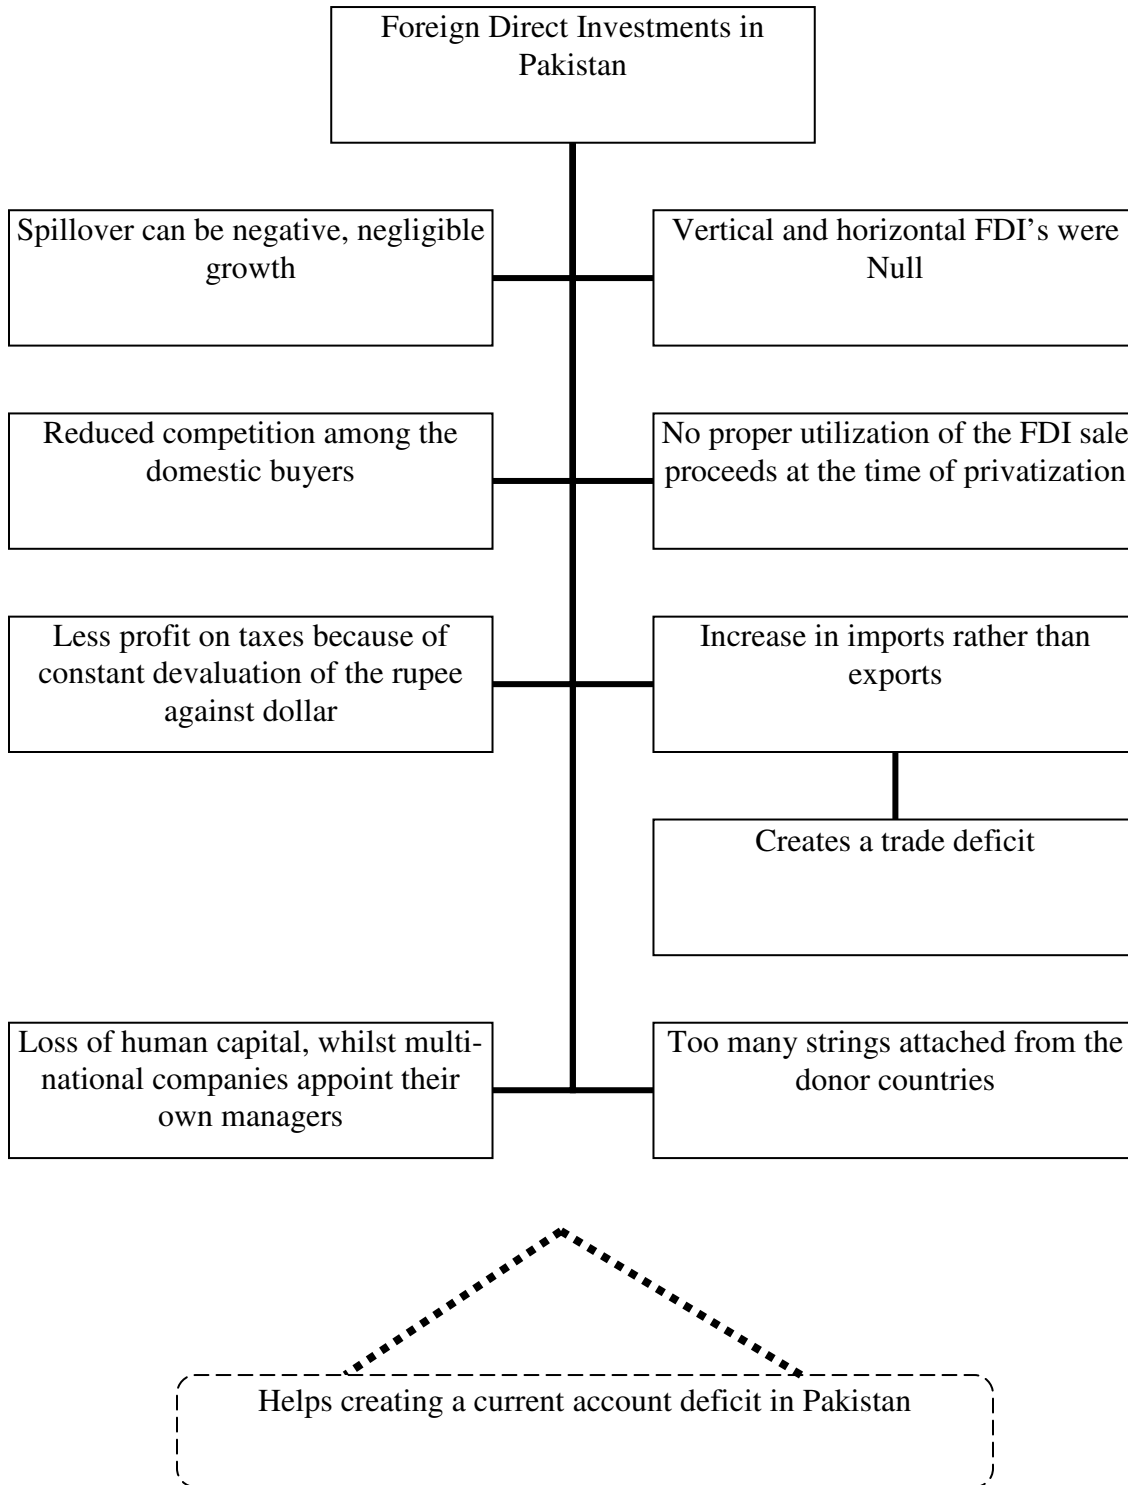 Foreign Direct Investments in
Pakistan
Spillover can be negative, negligible
growth
Vertical and horizontal FDI’s were
Null
Reduced competition among the
domestic buyers
No proper utilization of the FDI sale
proceeds at the time of privatization
Less profit on taxes because of
constant devaluation of the rupee
against dollar
Increase in imports rather than
exports
Creates a trade deficit
Loss of human capital, whilst multi-
national companies appoint their
own managers
Too many strings attached from the
donor countries
Helps creating a current account deficit in Pakistan